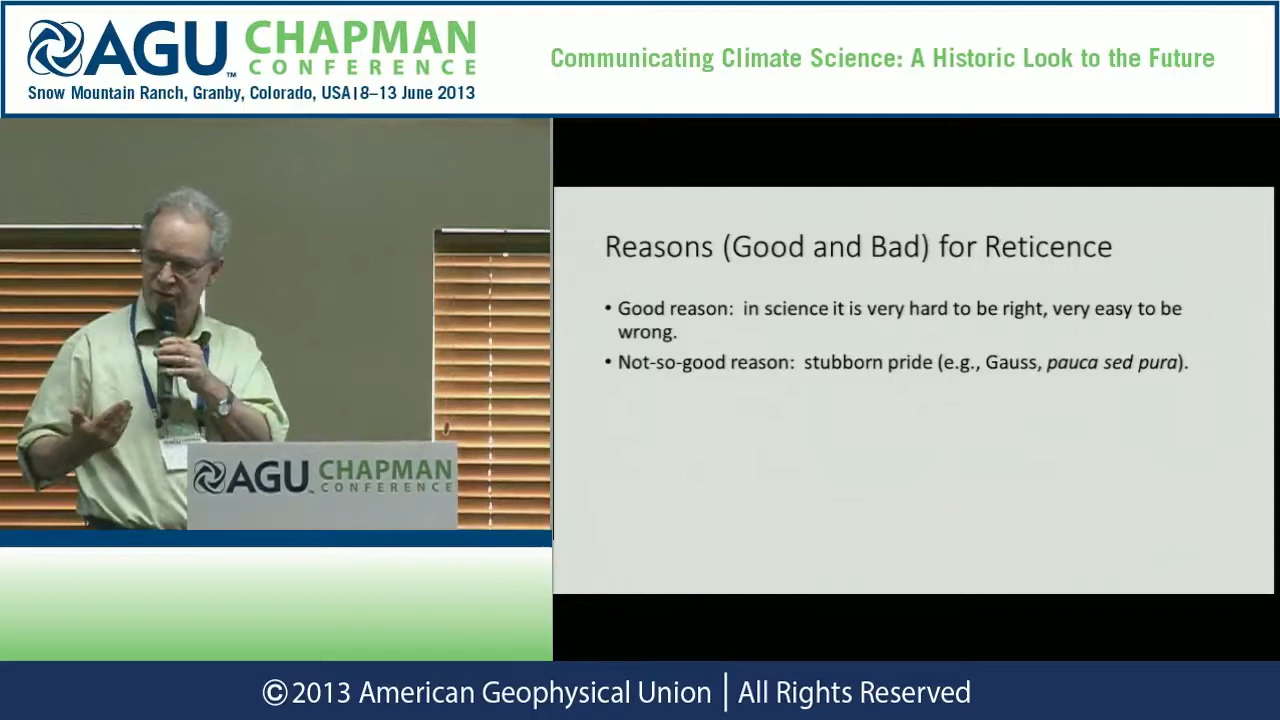 AGU™ CHAPMAN
CONFERENCE
Snow Mountain Ranch, Granby, Colorado, USA|8–13 June 2013
Communicating Climate Science: A Historic Look to the Future
Reasons (Good and Bad) for Reticence
• Good reason: in science it is very hard to be right, very easy to be
wrong.
• Not-so-good reason: stubborn pride (e.g., Gauss, pauca sed pura).
AGU™ CHAPMAN
CONFERENCE
©2013 American Geophysical Union | All Rights Reserved